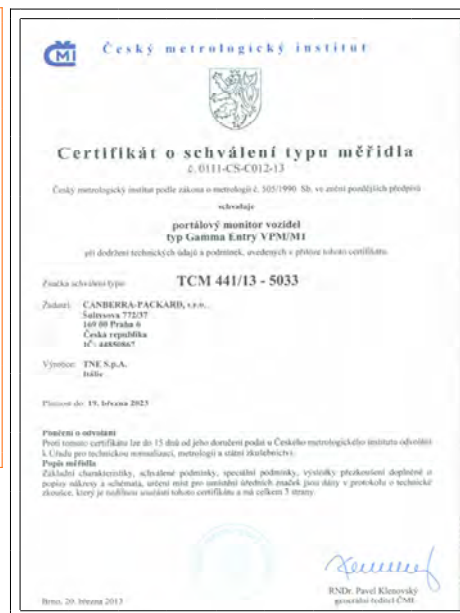 ČMI
Český metrologický institut
Certifikát o schválení typu měřidla
č. 0111-CS-C012-13
Český metrologický institut podle zákona o metrologii č. 505/1990 Sb. ve znění pozdějších předpisů
schvaluje
portálový monitor vozidel
typ Gamma Entry VPM/M1
při dodržení technických údajů a podmínek, uvedených v příloze tohoto certifikátu.
Značka schválení typu: TCM 441/13 - 5033
Žadatel: CANBERRA-PACKARD, s.r.o.
772/37
169 00 Praha 6
Česká republika
IČ:
Výrobce: TNE S.p.A.
Itálie
Platnost do: 19. března 2023
Poučení o odvolání
Proti tomuto certifikátu lze do 15 dnů od jeho doručení podat u Českého metrologického institutu odvolání
k Úřadu pro technickou normalizaci, metrologii a státní zkušebnictví.
Popis měřidla
Základní charakteristiky, schválené podmínky, speciální podmínky, výsledky přezkoušení doplněné o
popisy nákresy a schémata, určení míst pro umístění úředních značek jsou dány v protokolu o technické
zkoušce, který je nedílnou součástí tohoto certifikátu a má celkem 3 strany.
RNDr. Pavel Klenovský
generální ředitel ČMI
Brno, 20. března 2013